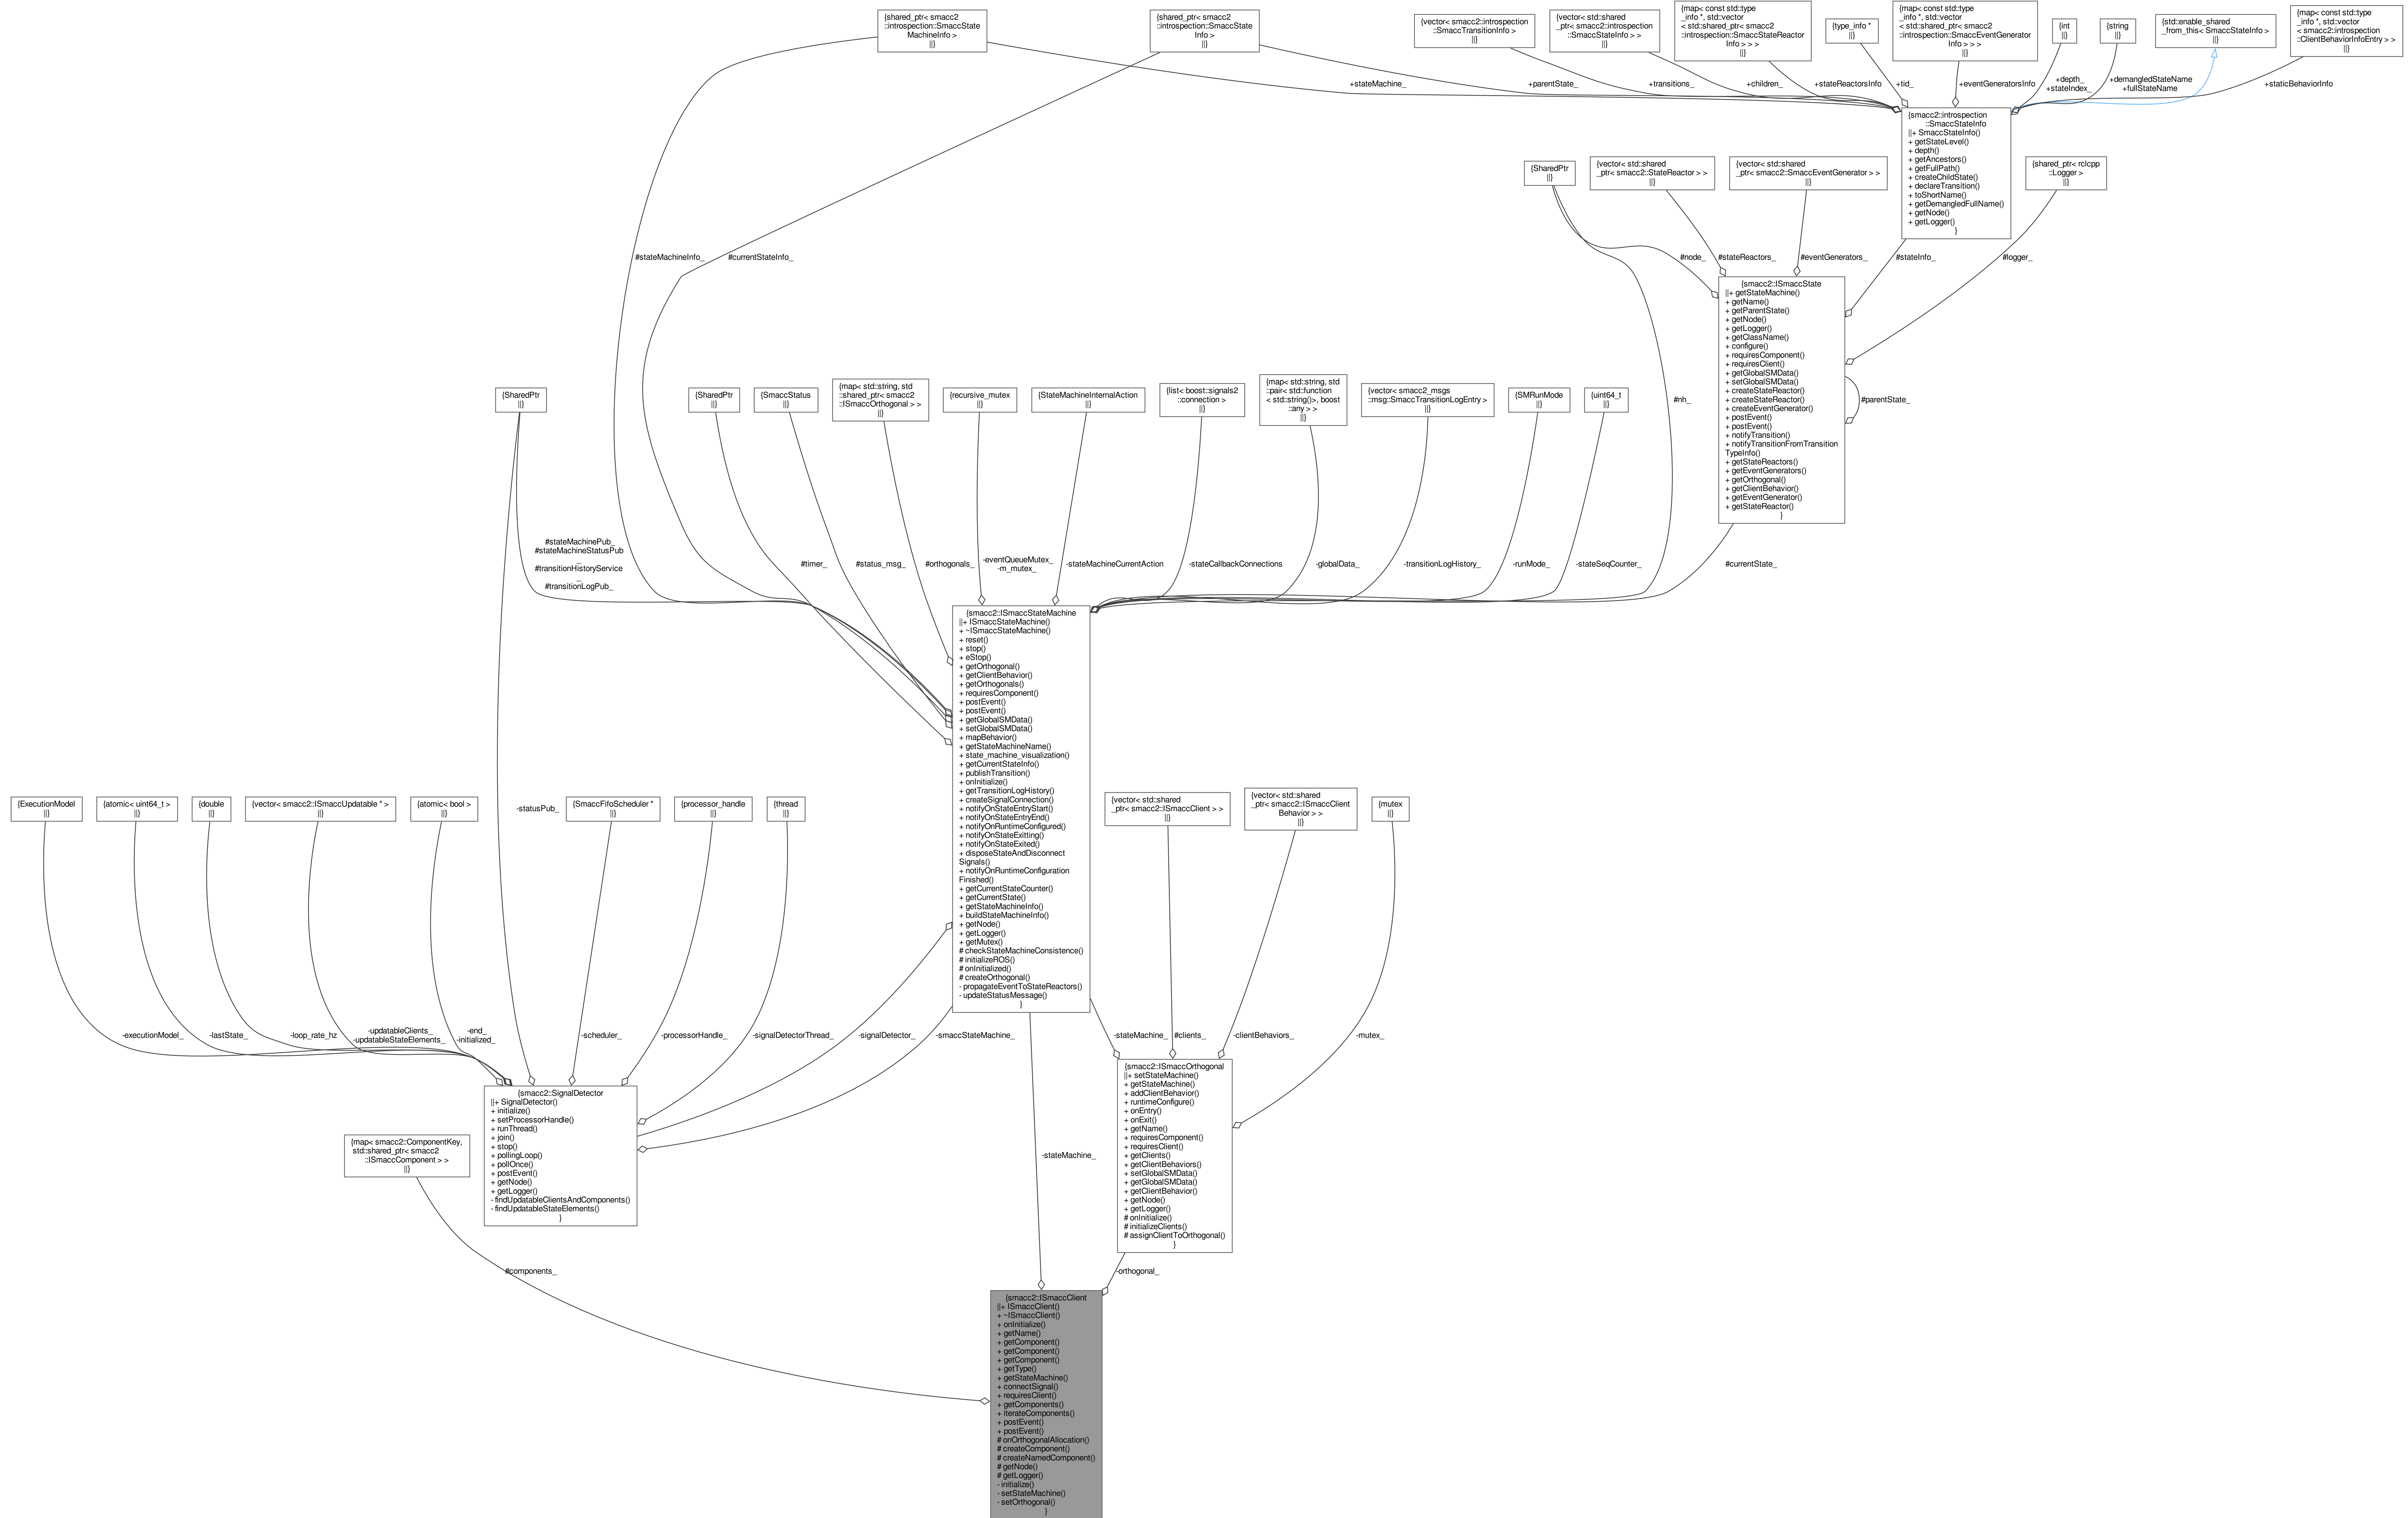 {shared_ptr< smacc2
::introspection::SmaccState
MachineInfo >
||}
{shared_ptr< smacc2
::introspection::SmaccState
Info >
||}
{vector< smacc2::introspection
::SmaccTransitionInfo >
||}
{vector< std::shared
_ptr< smacc2::introspection
::SmaccStateInfo > >
||}
{map< const std::type
_info *, std::vector
< std::shared_ptr< smacc2
::introspection::SmaccStateReactor
Info > > >
||}
{type_info *
||}
{map< const std::type
_info *, std::vector
< std::shared_ptr< smacc2
::introspection::SmaccEventGenerator
Info > > >
||}
{int
||}
{string
||}
{std::enable_shared
_from_this< SmaccStateInfo >
||}
{map< const std::type
_info *, std::vector
< smacc2::introspection
::ClientBehaviorInfoEntry > >
||}
+stateMachine_
+parentState_
+transitions_
+children_
+stateReactorsInfo
+tid_
+eventGeneratorsInfo
+depth_
+stateIndex_
+demangledStateName
+fullStateName
+staticBehaviorInfo
{smacc2::introspection
::SmaccStateInfo
||+ SmaccStateInfo()
+ getStateLevel()
+ depth()
+ getAncestors()
+ getFullPath()
+ createChildState()
+ declareTransition()
+ toShortName()
+ getDemangledFullName()
+ getNode()
+ getLogger()
}
{SharedPtr
||}
{vector< std::shared
_ptr< smacc2::StateReactor > >
||}
{vector< std::shared
_ptr< smacc2::SmaccEventGenerator > >
||}
{shared_ptr< rclcpp
::Logger >
||}
#stateMachineInfo_
#currentStateInfo_
#node_
#stateReactors_
#eventGenerators_
#stateInfo_
#logger_
{smacc2::ISmaccState
||+ getStateMachine()
+ getName()
+ getParentState()
+ getNode()
+ getLogger()
+ getClassName()
+ configure()
+ requiresComponent()
+ requiresClient()
+ getGlobalSMData()
+ setGlobalSMData()
+ createStateReactor()
+ createStateReactor()
+ createEventGenerator()
+ postEvent()
+ postEvent()
+ notifyTransition()
+ notifyTransitionFromTransition
TypeInfo()
+ getStateReactors()
+ getEventGenerators()
+ getOrthogonal()
+ getClientBehavior()
+ getEventGenerator()
+ getStateReactor()
}
#parentState_
#nh_
{SharedPtr
||}
{SharedPtr
||}
{SmaccStatus
||}
{map< std::string, std
::shared_ptr< smacc2
::ISmaccOrthogonal > >
||}
{recursive_mutex
||}
{StateMachineInternalAction
||}
{list< boost::signals2
::connection >
||}
{map< std::string, std
::pair< std::function
< std::string()>, boost
::any > >
||}
{vector< smacc2_msgs
::msg::SmaccTransitionLogEntry >
||}
{SMRunMode
||}
{uint64_t
||}
#stateMachinePub_
#stateMachineStatusPub
_
#transitionHistoryService
_
#transitionLogPub_
#timer_
#status_msg_
#orthogonals_
-eventQueueMutex_
-m_mutex_
-stateMachineCurrentAction
-stateCallbackConnections
-globalData_
-transitionLogHistory_
-runMode_
-stateSeqCounter_
#currentState_
{smacc2::ISmaccStateMachine
||+ ISmaccStateMachine()
+ ~ISmaccStateMachine()
+ reset()
+ stop()
+ eStop()
+ getOrthogonal()
+ getClientBehavior()
+ getOrthogonals()
+ requiresComponent()
+ postEvent()
+ postEvent()
+ getGlobalSMData()
+ setGlobalSMData()
+ mapBehavior()
+ getStateMachineName()
+ state_machine_visualization()
+ getCurrentStateInfo()
+ publishTransition()
+ onInitialize()
+ getTransitionLogHistory()
+ createSignalConnection()
+ notifyOnStateEntryStart()
+ notifyOnStateEntryEnd()
+ notifyOnRuntimeConfigured()
+ notifyOnStateExitting()
+ notifyOnStateExited()
+ disposeStateAndDisconnect
Signals()
+ notifyOnRuntimeConfiguration
Finished()
+ getCurrentStateCounter()
+ getCurrentState()
+ getStateMachineInfo()
+ buildStateMachineInfo()
+ getNode()
+ getLogger()
+ getMutex()
# checkStateMachineConsistence()
# initializeROS()
# onInitialized()
# createOrthogonal()
- propagateEventToStateReactors()
- updateStatusMessage()
}
{ExecutionModel
||}
{atomic< uint64_t >
||}
{double
||}
{vector< smacc2::ISmaccUpdatable * >
||}
{atomic< bool >
||}
-statusPub_
{SmaccFifoScheduler *
||}
{processor_handle
||}
{thread
||}
{vector< std::shared
_ptr< smacc2::ISmaccClient > >
||}
{vector< std::shared
_ptr< smacc2::ISmaccClient
Behavior > >
||}
{mutex
||}
-executionModel_
-lastState_
-loop_rate_hz
-updatableClients_
-updatableStateElements_
-end_
-initialized_
-scheduler_
-processorHandle_
-signalDetectorThread_
-signalDetector_
-smaccStateMachine_
-stateMachine_
#clients_
-clientBehaviors_
-mutex_
{smacc2::SignalDetector
||+ SignalDetector()
+ initialize()
+ setProcessorHandle()
+ runThread()
+ join()
+ stop()
+ pollingLoop()
+ pollOnce()
+ postEvent()
+ getNode()
+ getLogger()
- findUpdatableClientsAndComponents()
- findUpdatableStateElements()
}
{smacc2::ISmaccOrthogonal
||+ setStateMachine()
+ getStateMachine()
+ addClientBehavior()
+ runtimeConfigure()
+ onEntry()
+ onExit()
+ getName()
+ requiresComponent()
+ requiresClient()
+ getClients()
+ getClientBehaviors()
+ setGlobalSMData()
+ getGlobalSMData()
+ getClientBehavior()
+ getNode()
+ getLogger()
# onInitialize()
# initializeClients()
# assignClientToOrthogonal()
}
{map< smacc2::ComponentKey,
std::shared_ptr< smacc2
::ISmaccComponent > >
||}
-stateMachine_
#components_
-orthogonal_
{smacc2::ISmaccClient
||+ ISmaccClient()
+ ~ISmaccClient()
+ onInitialize()
+ getName()
+ getComponent()
+ getComponent()
+ getComponent()
+ getType()
+ getStateMachine()
+ connectSignal()
+ requiresClient()
+ getComponents()
+ iterateComponents()
+ postEvent()
+ postEvent()
# onOrthogonalAllocation()
# createComponent()
# createNamedComponent()
# getNode()
# getLogger()
- initialize()
- setStateMachine()
- setOrthogonal()
}